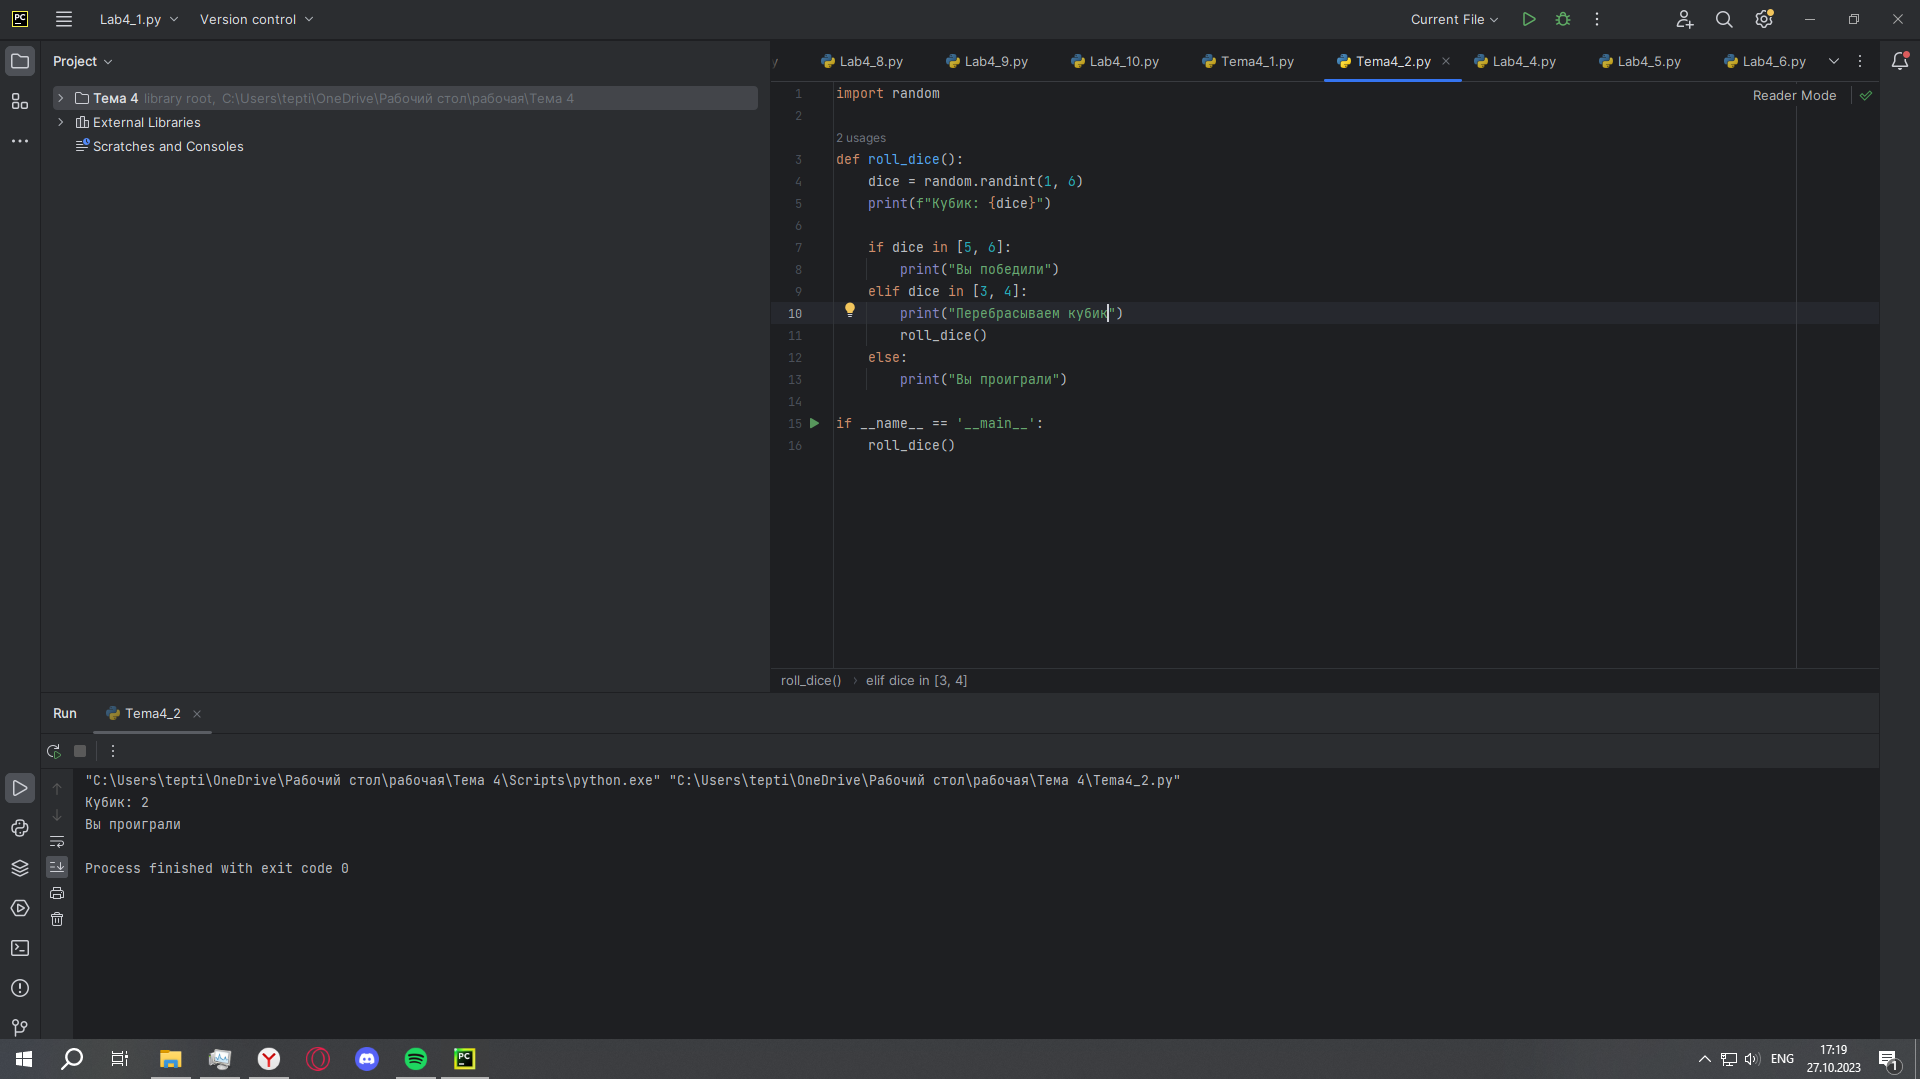 PC Lab4_1.py Version control Current File
Project
Тема 4 library root, C:\Users\tepti\OneDrive\Рабочий стол\рабочая\Тема 4
External Libraries
Scratches and Consoles
y Lab4_8.py Lab4_9.py Lab4_10.py Tema4_1.py Tema4_2.py Lab4_4.py Lab4_5.py Lab4_6.py
Reader Mode
1 import random
2
2 usages
3 def roll_dice():
4 dice = random.randint(1, 6)
5 print(f"Кубик: {dice}")
6
7 if dice in [5, 6]:
8 print("Вы победили")
9 elif dice in [3, 4]:
10 print("Перебрасываем кубик")
11 roll_dice()
12 else:
13 print("Вы проиграли")
14
15 if __name__ == '__main__':
16 roll_dice()
roll_dice() › elif dice in [3, 4]
Run Tema4_2
"C:\Users\tepti\OneDrive\Рабочий стол\рабочая\Тема 4\Scripts\python.exe" "C:\Users\tepti\OneDrive\Рабочий стол\рабочая\Тема 4\Tema4_2.py"
Кубик: 2
Вы проиграли
Process finished with exit code 0
PC ENG 17:19
27.10.2023
1